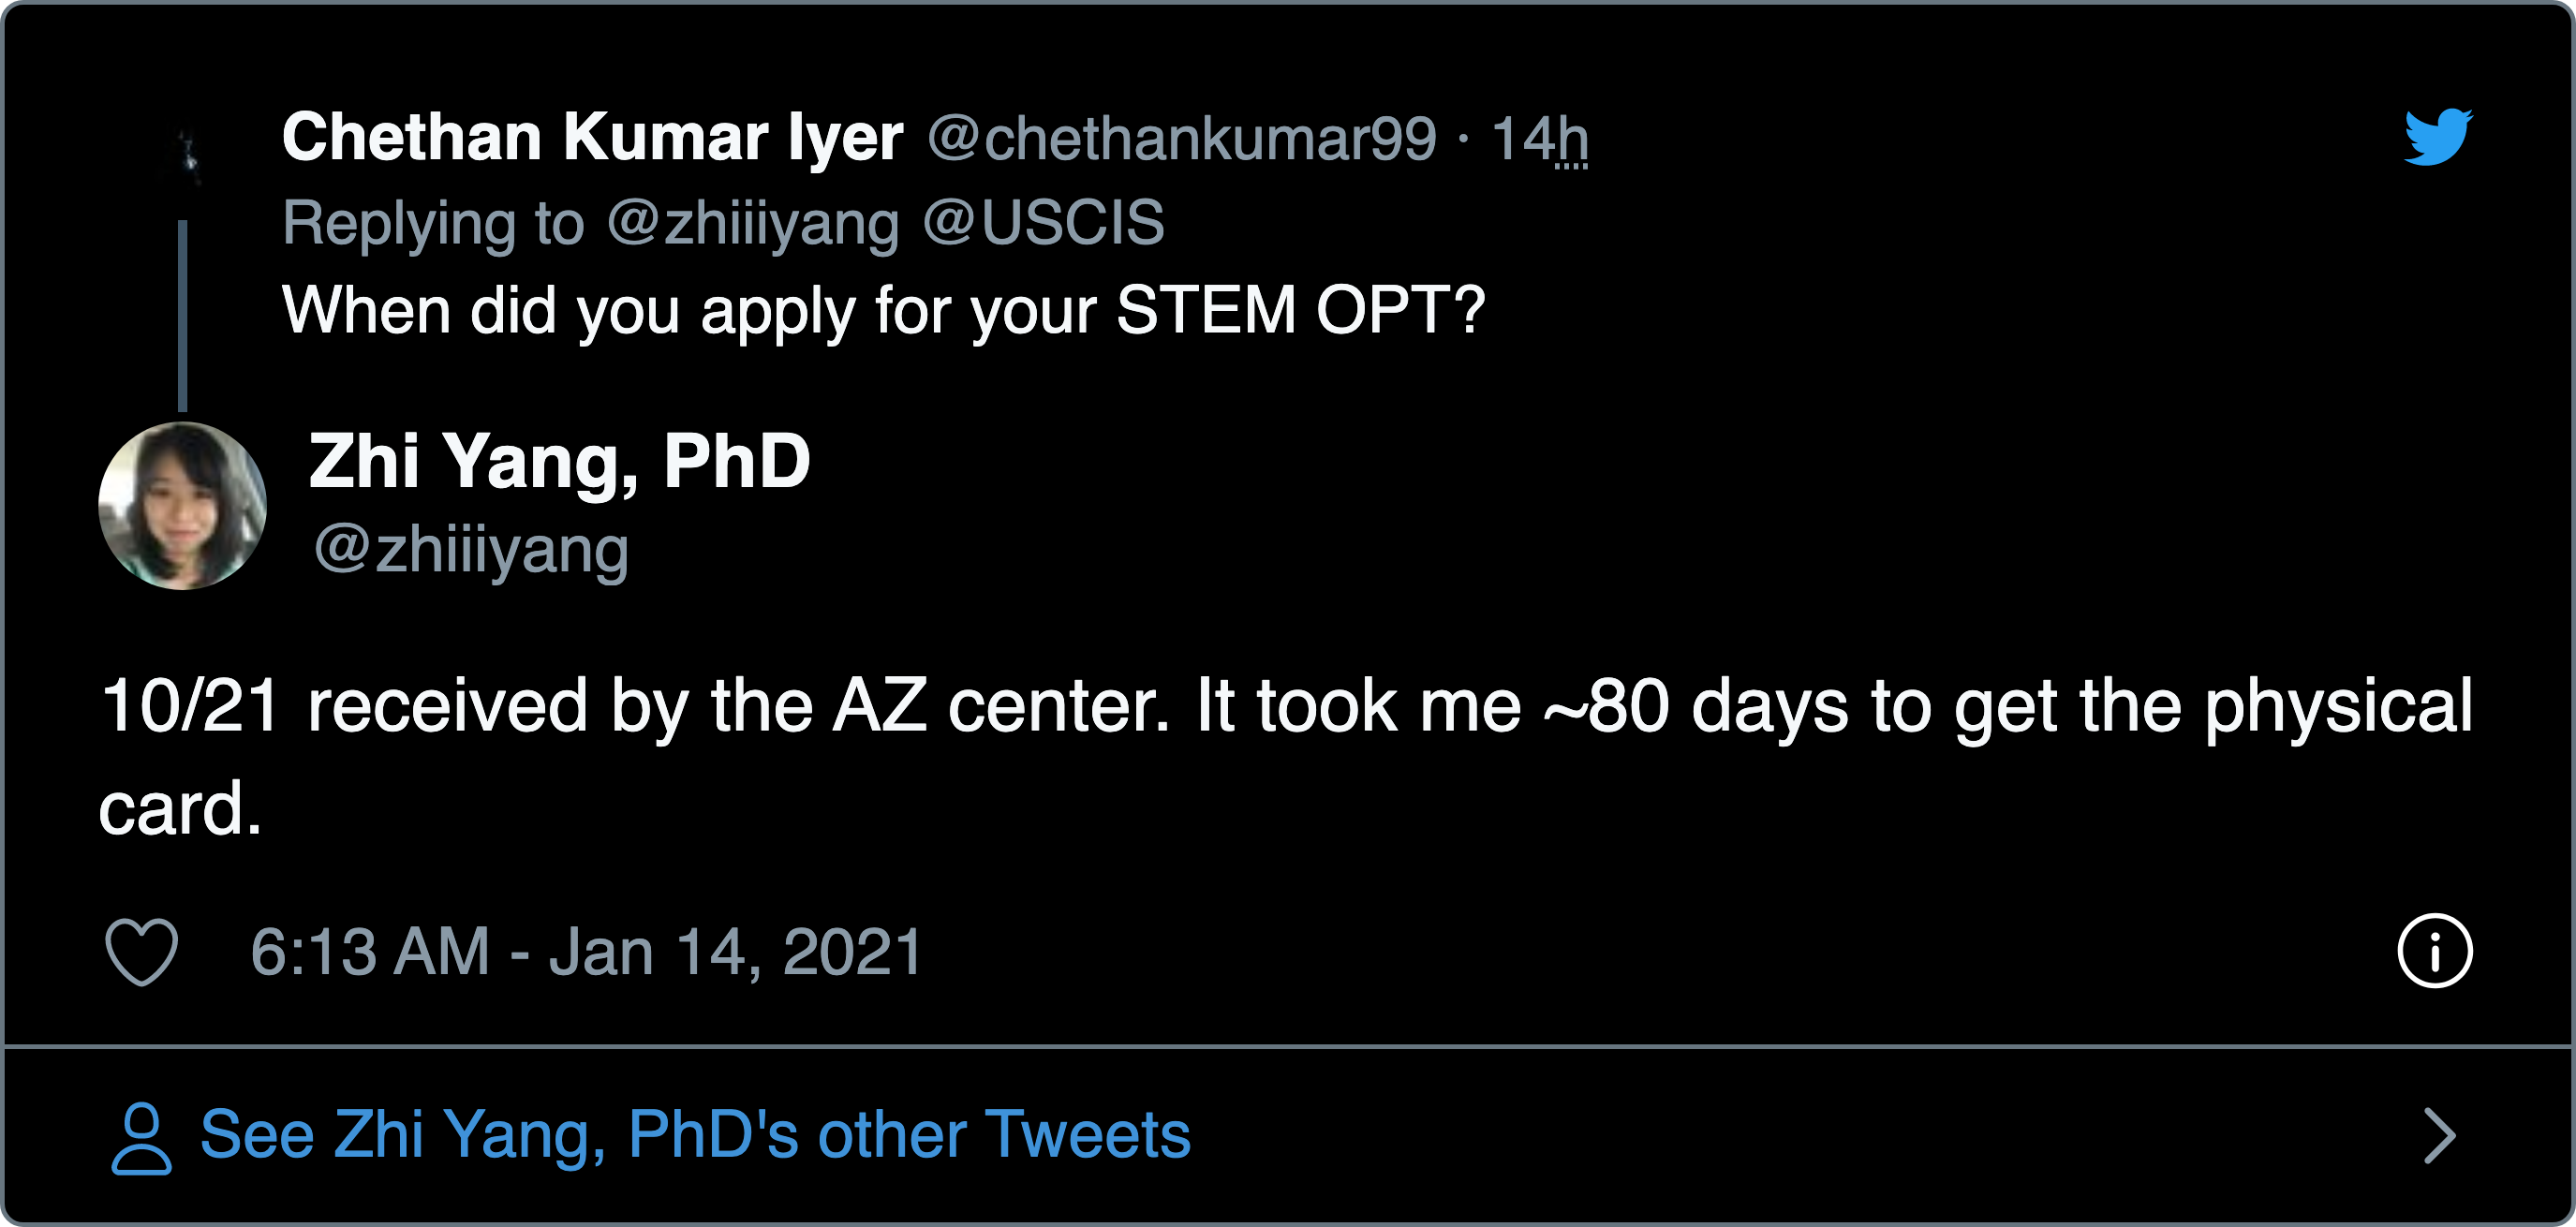 Chethan Kumar Iyer @chethankumar99 · 14h
Replying to @zhiiiyang @USCIS
When did you apply for your STEM OPT?
Zhi Yang, PhD
@zhiiiyang
10/21 received by the AZ center. It took me ~80 days to get the physical
card.
6:13 AM - Jan 14, 2021
See Zhi Yang, PhD's other Tweets